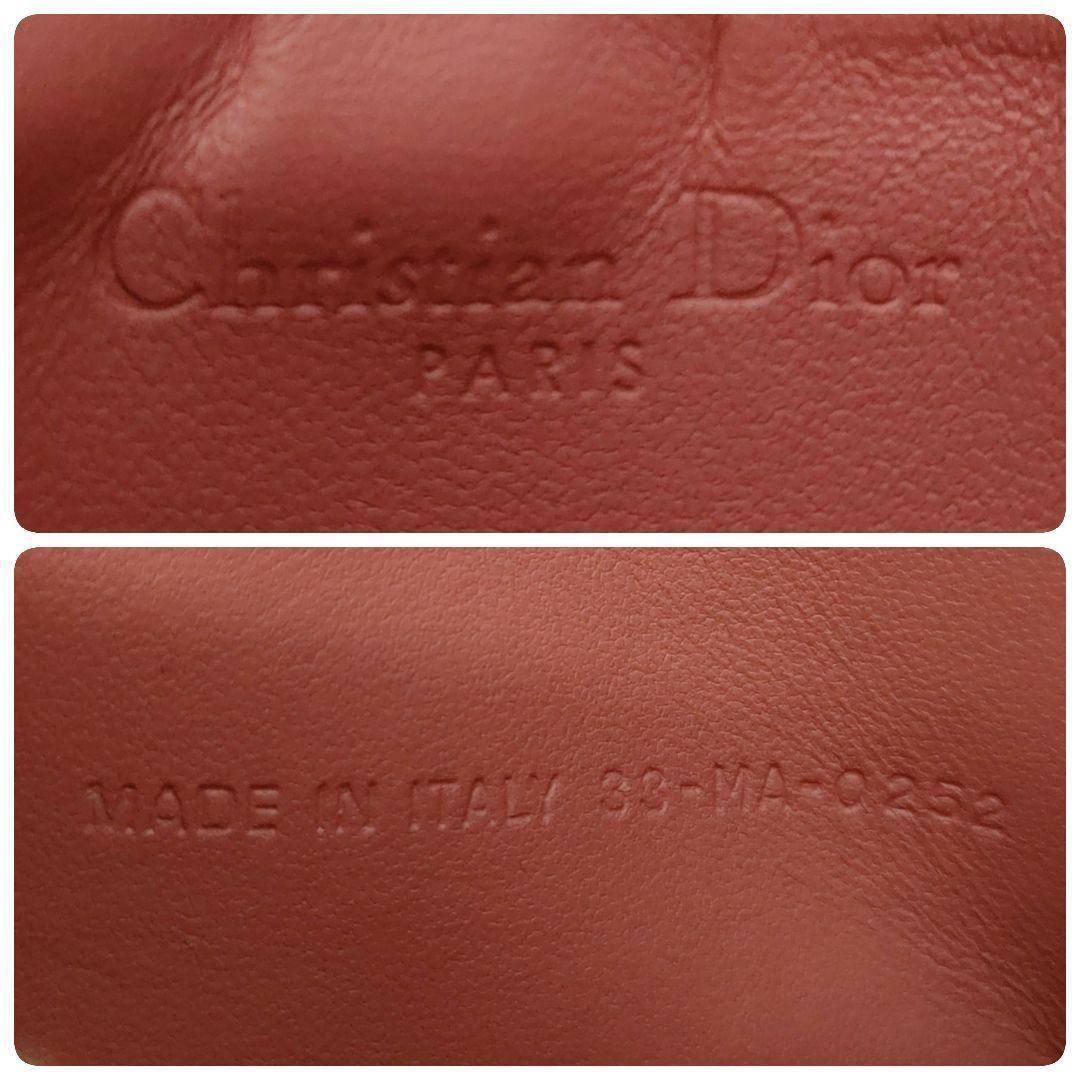 Christian Dior
PARIS
MADE IN ITALY 33-MA-0252